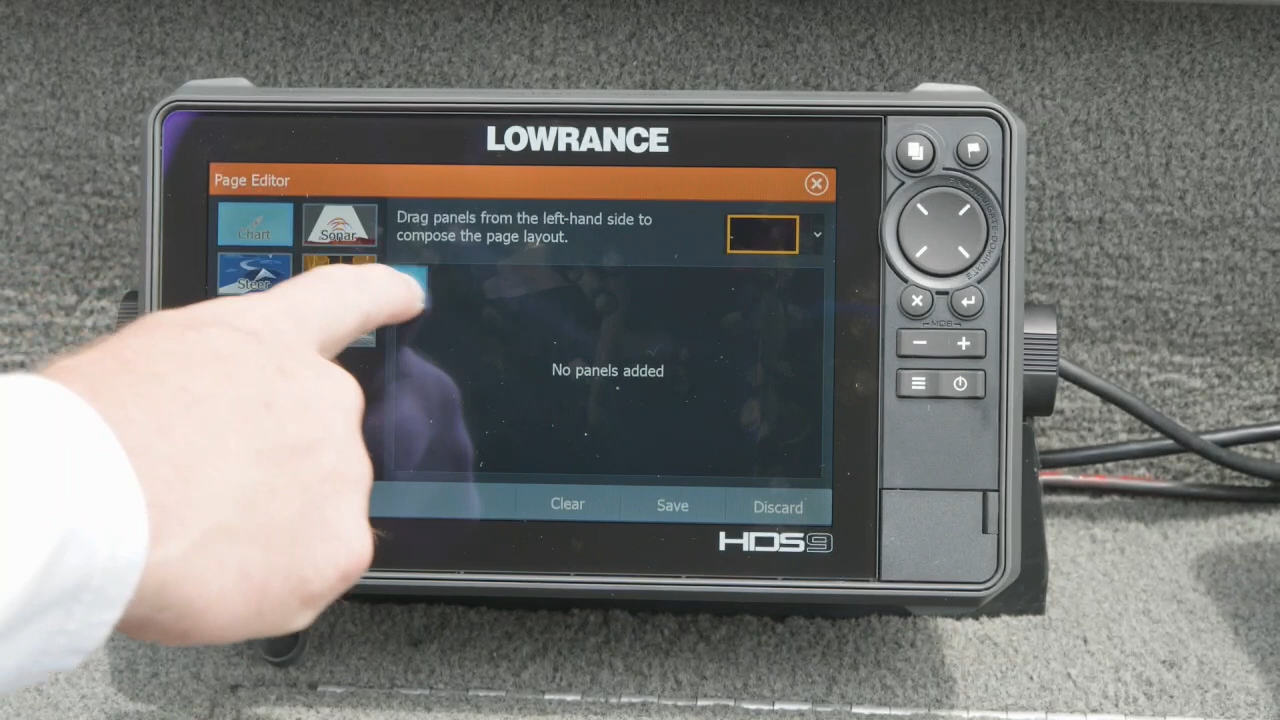 LOWRANCE
Page Editor
Chart
Sonar
Drag panels from the left-hand side to
compose the page layout.
Steer
No panels added
Clear
Save
Discard
HDS9
MOB